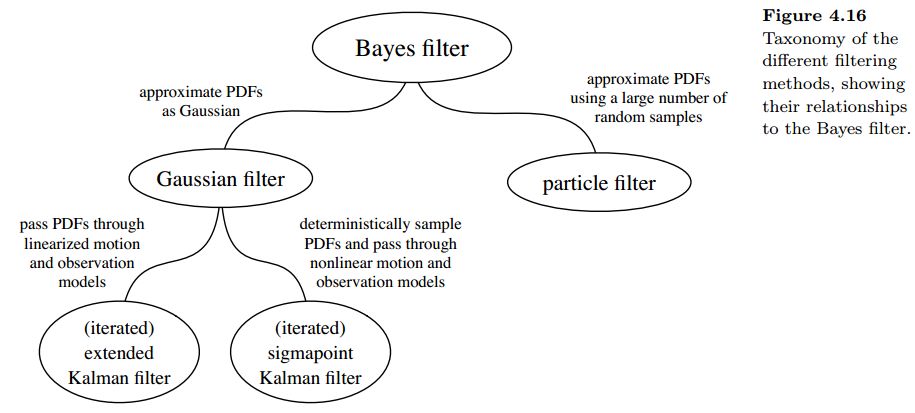 Bayes filter
approximate PDFs
as Gaussian
approximate PDFs
using a large number of
random samples
Gaussian filter
particle filter
pass PDFs through
linearized motion
and observation
models
deterministically sample
PDFs and pass through
nonlinear motion and
observation models
(iterated)
extended
Kalman filter
(iterated)
sigmapoint
Kalman filter
Figure 4.16
Taxonomy of the
different filtering
methods, showing
their relationships
to the Bayes filter.